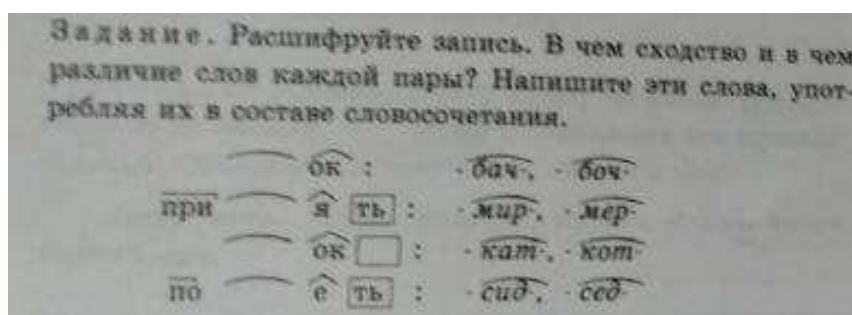 Задание. Расшифруйте запись. В чем сходство и в чем
различие слов каждой пары? Напишите эти слова, упот-
ребляя их в составе словосочетания.
ок : -бач-, -боч-
при я ть : -мир-, -мер-
ок : -кат-, -кот-
по е ть : -сид-, -сед-